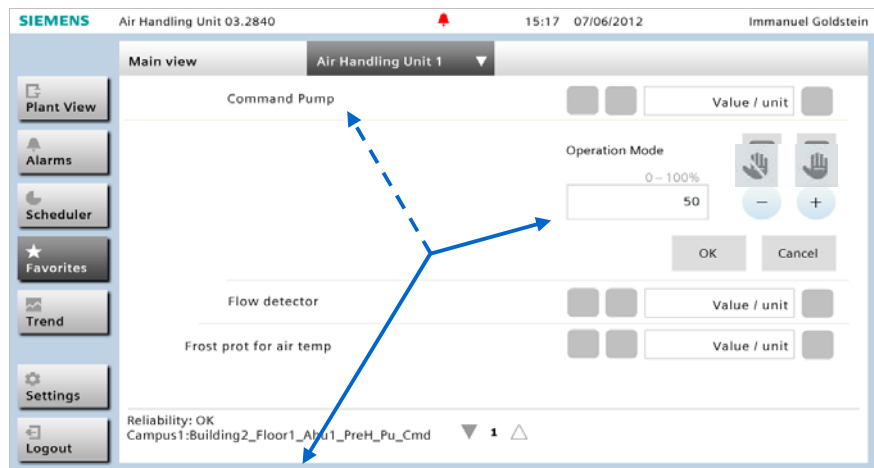 SIEMENS Air Handling Unit 03.2840 15:17 07/06/2012 Immanuel Goldstein
Main view Air Handling Unit 1
Plant View
Alarms
Scheduler
Favorites
Trend
Settings
Logout
Command Pump Value / unit
Operation Mode
0–100%
50 – +
OK Cancel
Flow detector Value / unit
Frost prot for air temp Value / unit
Reliability: OK
Campus1:Building2_Floor1_Ahu1_PreH_Pu_Cmd 1